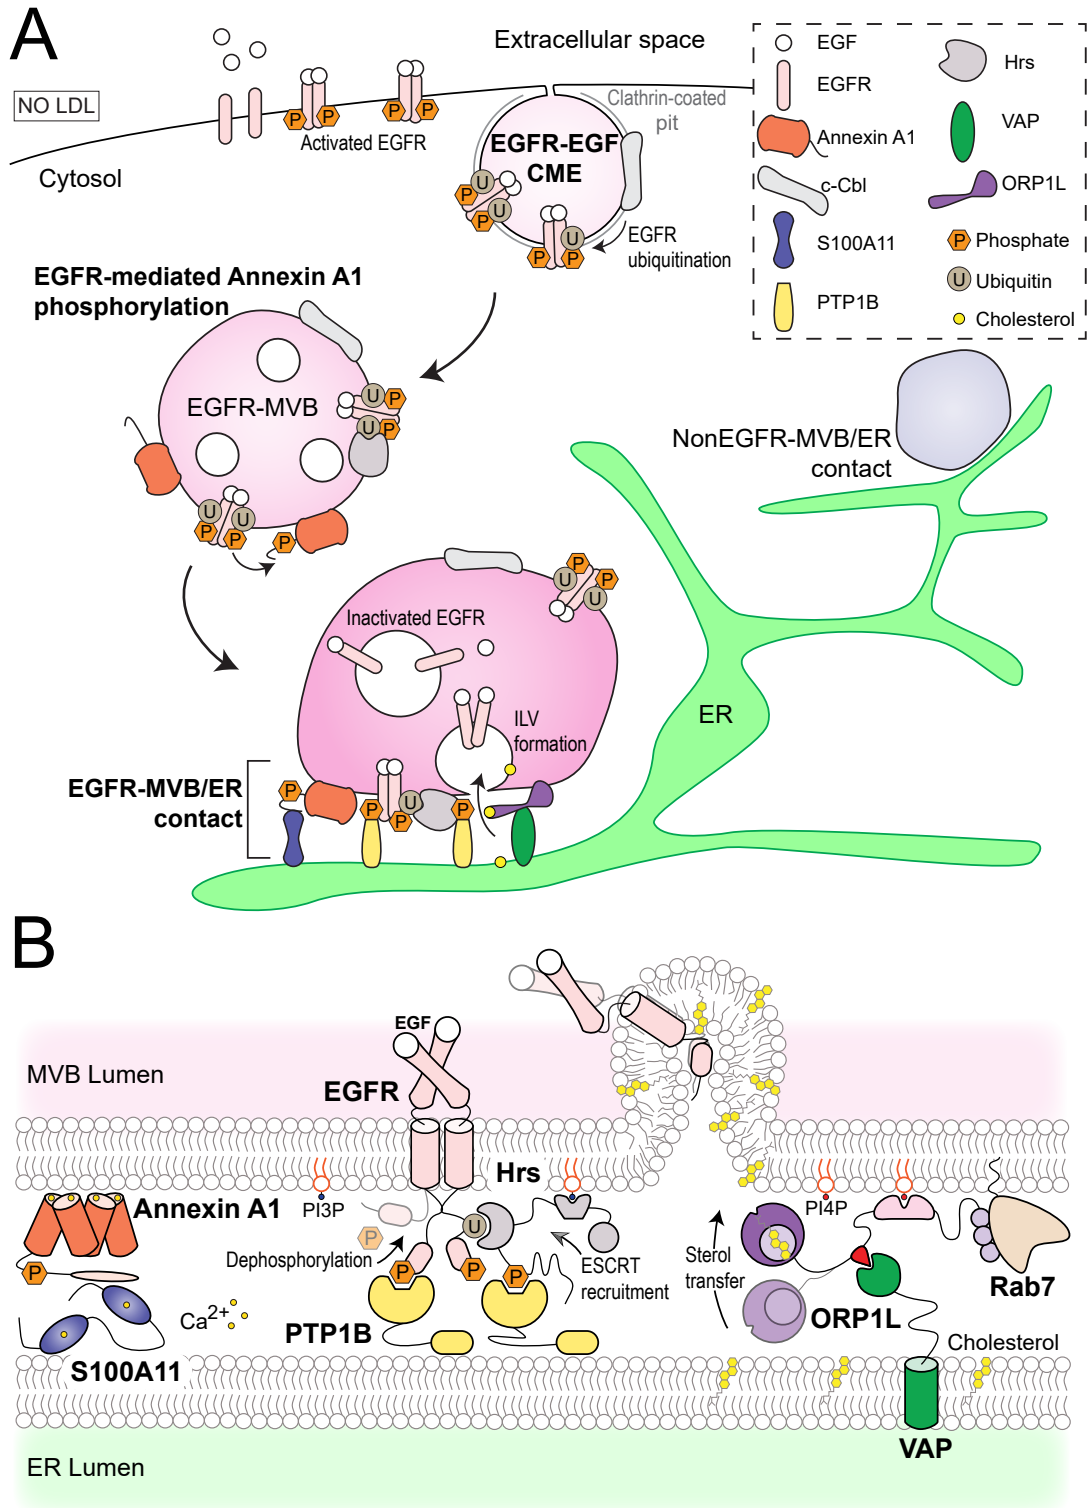 A
Extracellular space
NO LDL
Activated EGFR
Cytosol
Clathrin-coated
pit
EGFR-EGF
CME
P
P
P
P
P
U
U
P
U
P
P
EGFR
ubiquitination
EGF
EGFR
Annexin A1
c-Cbl
S100A11
PTP1B
Hrs
VAP
ORP1L
P Phosphate
U Ubiquitin
Cholesterol
EGFR-mediated Annexin A1
phosphorylation
EGFR-MVB
U
P
U
P
U
U
P
P
P
NonEGFR-MVB/ER
contact
P
U
P
U
Inactivated EGFR
ILV
formation
ER
EGFR-MVB/ER
contact
P
P
U
P
P
B
MVB Lumen
EGF
EGFR
Hrs
Annexin A1
PI3P
P
U
Dephosphorylation
P
P
P
P
ESCRT
recruitment
PTP1B
Ca2+
S100A11
Sterol
transfer
PI4P
ORP1L
Rab7
Cholesterol
VAP
ER Lumen